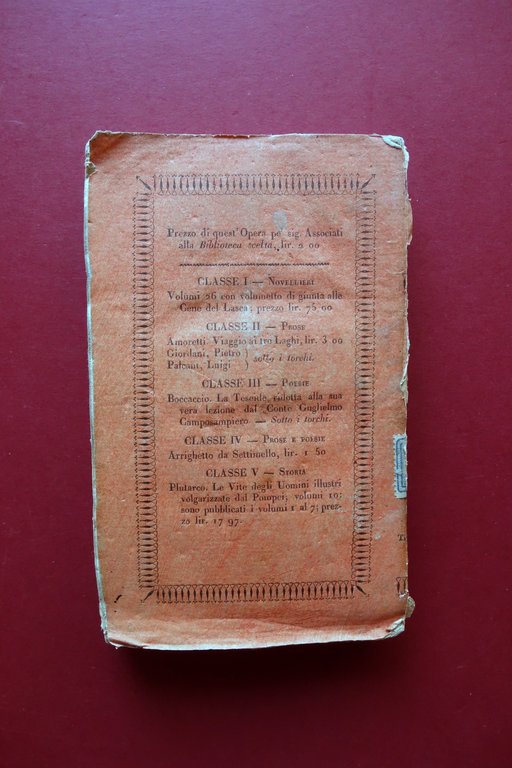 Prezzo di quest' Opera pe' sig. Associati
alla Biblioteca scelta, lir. 2 00
CLASSE I — NOVELLIERI
Volumi 26 con volumetto di giunta alle
Cene del Lasca; prezzo lir. 75 00
CLASSE II — PROSE
Amoretti. Viaggio ai tre Laghi, lir. 3 00
Giordani, Pietro ) sotto i torchi.
Palcani, Luigi )
CLASSE III — POESIE
Boccaccio. La Teseide, ridotta alla sua
vera lezione dal Conte Guglielmo
Camposampiero — Sotto i torchi.
CLASSE IV — PROSE E POESIE
Arrighetto da Settimello, lir. 1 50
CLASSE V — STORIA
Plutarco. Le Vite degli Uomini illustri
volgarizzate dal Pompei; volumi 10:
sono pubblicati i volumi 1 al 7; prez-
zo lir. 17 97.